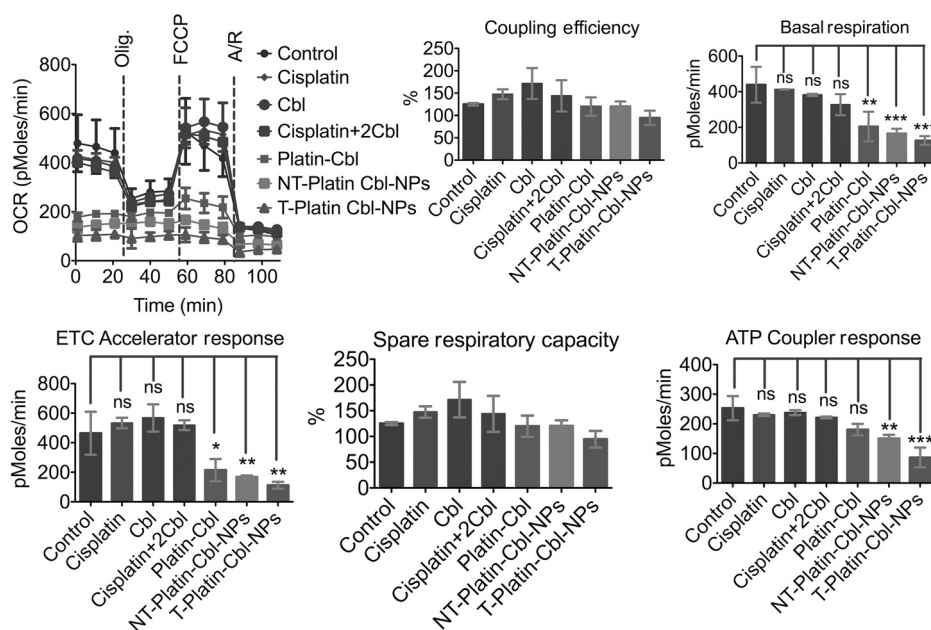 Olig.
FCCP
A/R
Control
Cisplatin
Cbl
Cisplatin+2Cbl
Platin-Cbl
NT-Platin Cbl-NPs
T-Platin Cbl-NPs
OCR (pMoles/min)
800
600
400
200
0
0 20 40 60 80 100
Time (min)
Coupling efficiency
%
250
200
150
100
50
0
Control
Cisplatin
Cbl
Cisplatin+2Cbl
Platin-Cbl
NT-Platin-Cbl-NPs
T-Platin-Cbl-NPs
Basal respiration
pMoles/min
600
400
200
0
ns
ns
ns
**
***
***
Control
Cisplatin
Cbl
Cisplatin+2Cbl
Platin-Cbl
NT-Platin-Cbl-NPs
T-Platin-Cbl-NPs
ETC Accelerator response
pMoles/min
800
600
400
200
0
ns
ns
ns
*
**
**
Control
Cisplatin
Cbl
Cisplatin+2Cbl
Platin-Cbl
NT-Platin-Cbl-NPs
T-Platin-Cbl-NPs
Spare respiratory capacity
%
250
200
150
100
50
0
Control
Cisplatin
Cbl
Cisplatin+2Cbl
Platin-Cbl
NT-Platin-Cbl-NPs
T-Platin-Cbl-NPs
ATP Coupler response
pMoles/min
400
300
200
100
0
ns
ns
ns
ns
**
***
Control
Cisplatin
Cbl
Cisplatin+2Cbl
Platin-Cbl
NT-Platin-Cbl-NPs
T-Platin-Cbl-NPs